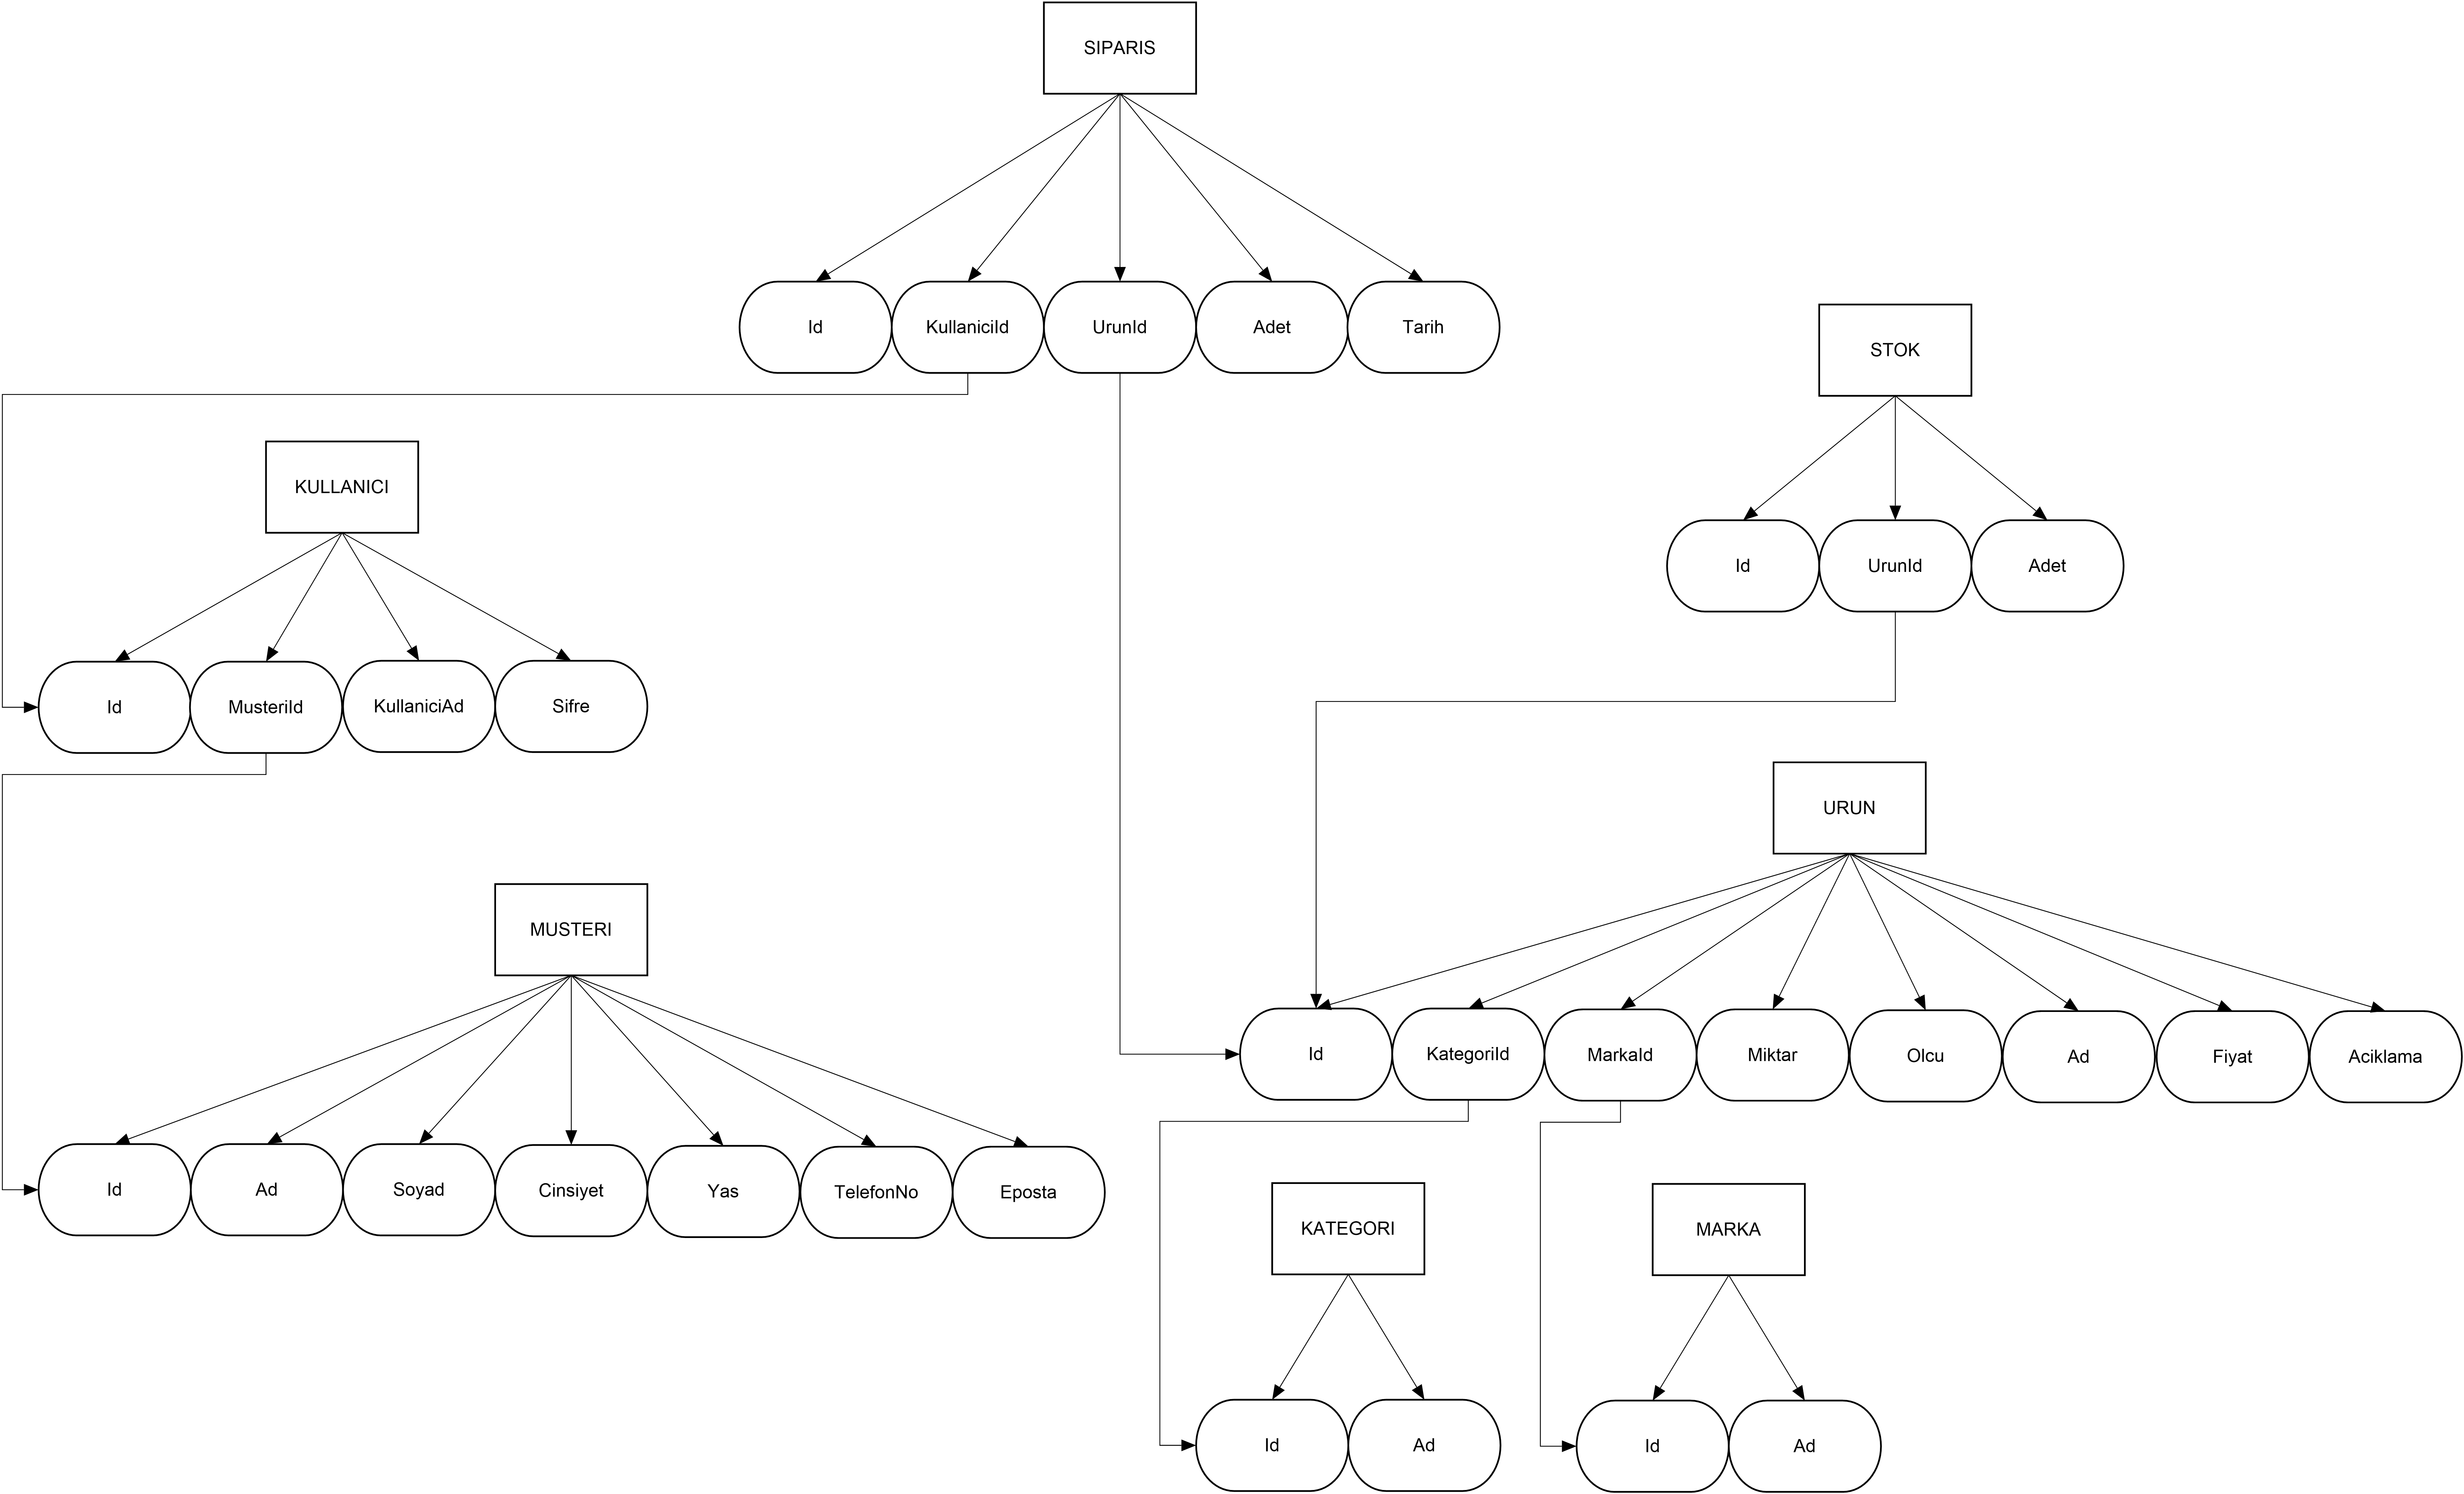 SIPARIS
Id
KullaniciId
UrunId
Adet
Tarih
STOK
Id
UrunId
Adet
KULLANICI
Id
MusteriId
KullaniciAd
Sifre
URUN
Id
KategoriId
MarkaId
Miktar
Olcu
Ad
Fiyat
Aciklama
MUSTERI
Id
Ad
Soyad
Cinsiyet
Yas
TelefonNo
Eposta
KATEGORI
Id
Ad
MARKA
Id
Ad